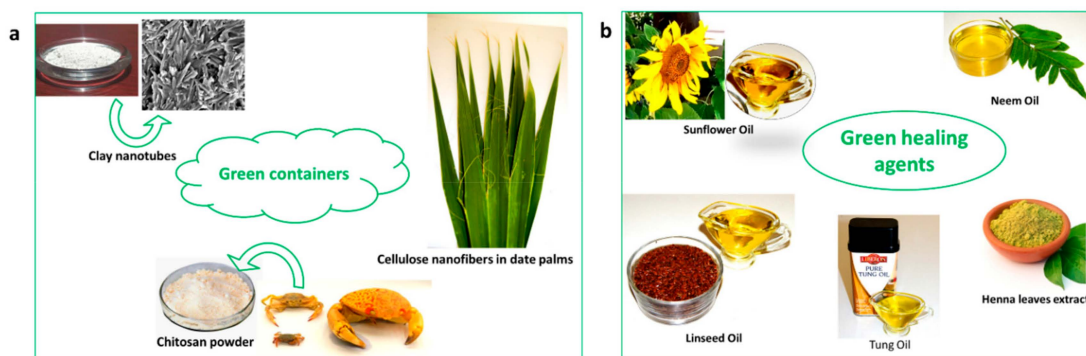 a
Clay nanotubes
Green containers
Cellulose nanofibers in date palms
Chitosan powder
b
Sunflower Oil
Neem Oil
Green healing
agents
Linseed Oil
PURE
TUNG OIL
Tung Oil
Henna leaves extract